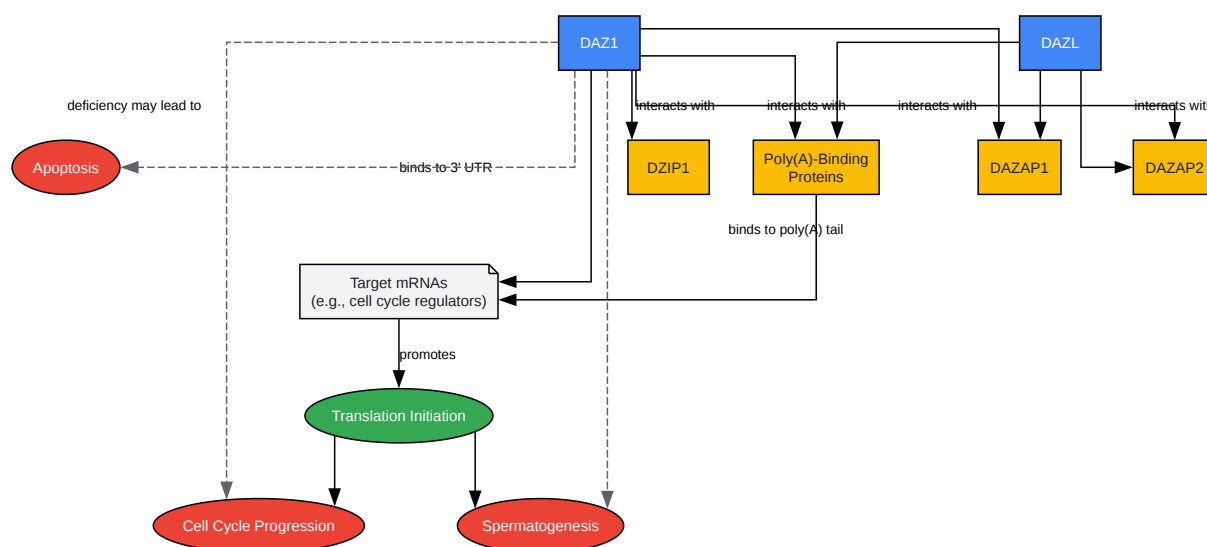 DAZ1
DAZL
deficiency may lead to
interacts with
interacts with
interacts with
interacts with
Apoptosis
binds to 3' UTR
DZIP1
Poly(A)-Binding
Proteins
DAZAP1
DAZAP2
binds to poly(A) tail
Target mRNAs
(e.g., cell cycle regulators)
promotes
Translation Initiation
Cell Cycle Progression
Spermatogenesis